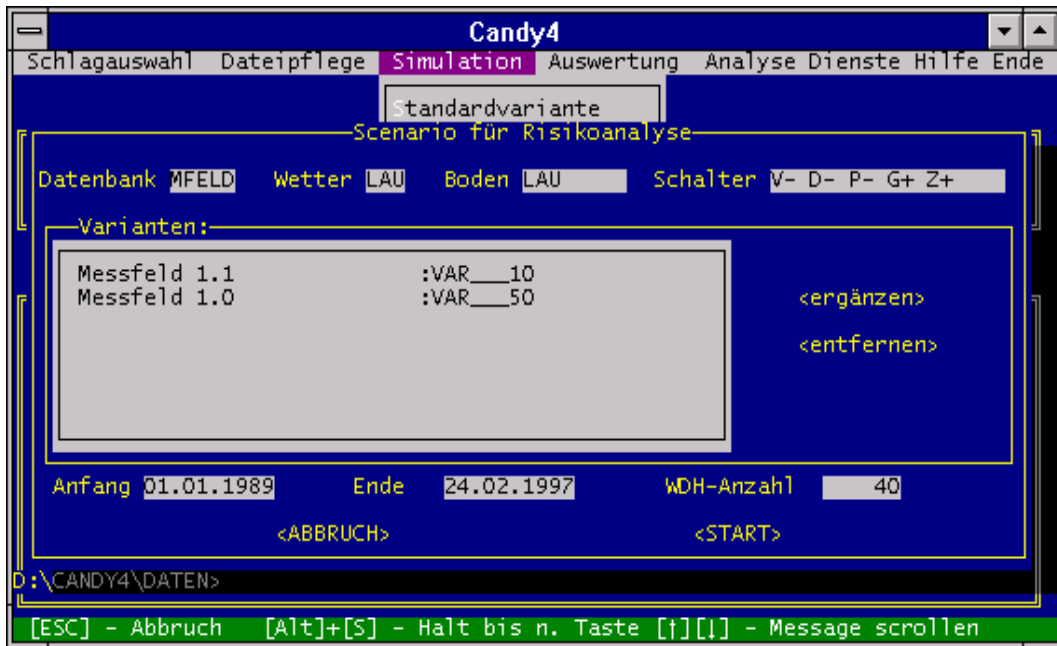 Candy4
Schlagauswahl Dateipflege Simulation Auswertung Analyse Dienste Hilfe Ende
Standardvariante
Scenario für Risikoanalyse
Datenbank MFELD Wetter LAU Boden LAU Schalter V- D- P- G+ Z+
Varianten:
Messfeld 1.1 :VAR___10
Messfeld 1.0 :VAR___50
<ergänzen>
<entfernen>
Anfang 01.01.1989 Ende 24.02.1997 WDH-Anzahl 40
<ABBRUCH> <START>
D:\CANDY4\DATEN>
[ESC] - Abbruch [Alt]+[S] - Halt bis n. Taste [↑][↓] - Message scrollen